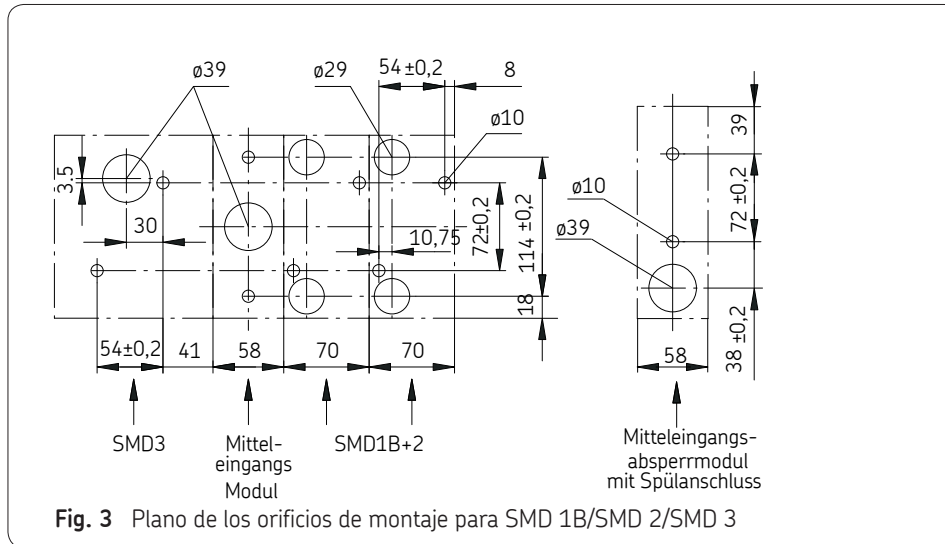 ø39
ø29
54 ±0,2
8
ø10
3.5
30
10,75
72±0,2
114 ±0,2
18
54±0,2
41
58
70
70
SMD3
Mittel-
eingangs
Modul
SMD1B+2
39
ø10
72 ±0,2
ø39
38 ±0,2
58
Mitteleingangs-
absperrmodul
mit Spülanschluss
Fig. 3 Plano de los orificios de montaje para SMD 1B/SMD 2/SMD 3